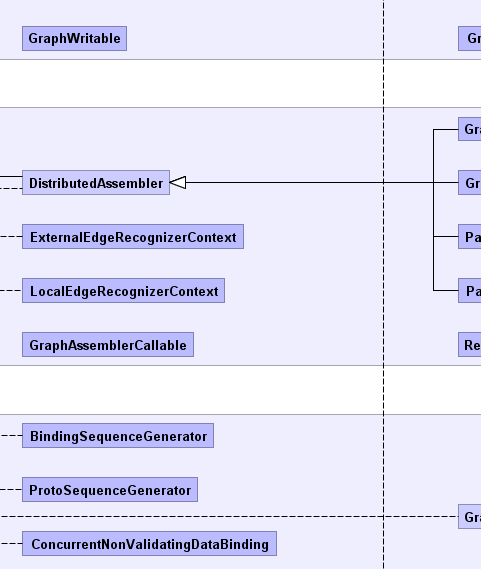 GraphWritable
Gr
Gra
DistributedAssembler
Gr
ExternalEdgeRecognizerContext
Pa
LocalEdgeRecognizerContext
Pa
GraphAssemblerCallable
Re
BindingSequenceGenerator
ProtoSequenceGenerator
Gra
ConcurrentNonValidatingDataBinding